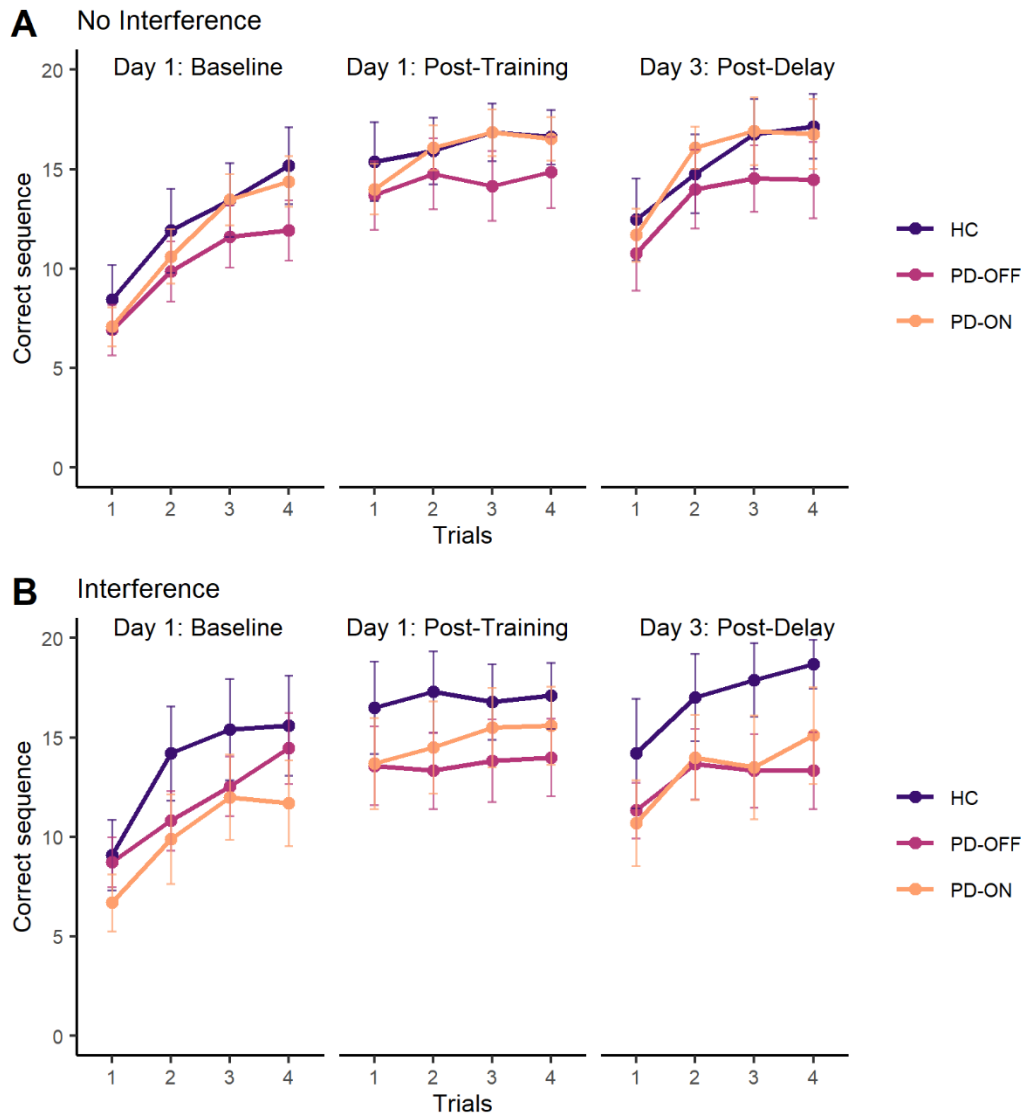 A No Interference
Day 1: Baseline Day 1: Post-Training Day 3: Post-Delay
20
15
10
5
0
Correct sequence
1 2 3 4 1 2 3 4 1 2 3 4
Trials
HC
PD-OFF
PD-ON
B Interference
Day 1: Baseline Day 1: Post-Training Day 3: Post-Delay
20
15
10
5
0
Correct sequence
1 2 3 4 1 2 3 4 1 2 3 4
Trials
HC
PD-OFF
PD-ON